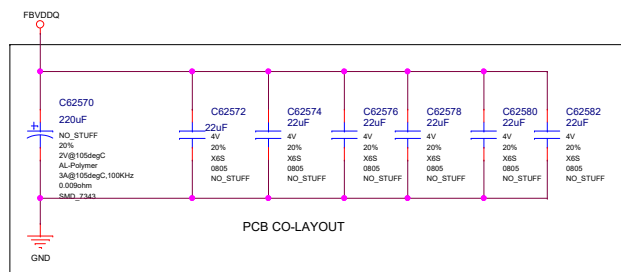 FBVDDQ
C62570
220uF
NO_STUFF
20%
2V@105degC
AL-Polymer
3A@105degC,100KHz
0.009ohm
SMD_7343
C62572
22uF
4V
20%
X6S
0805
NO_STUFF
C62574
22uF
4V
20%
X6S
0805
NO_STUFF
C62576
22uF
4V
20%
X6S
0805
NO_STUFF
C62578
22uF
4V
20%
X6S
0805
NO_STUFF
C62580
22uF
4V
20%
X6S
0805
NO_STUFF
C62582
22uF
4V
20%
X6S
0805
NO_STUFF
PCB CO-LAYOUT
GND